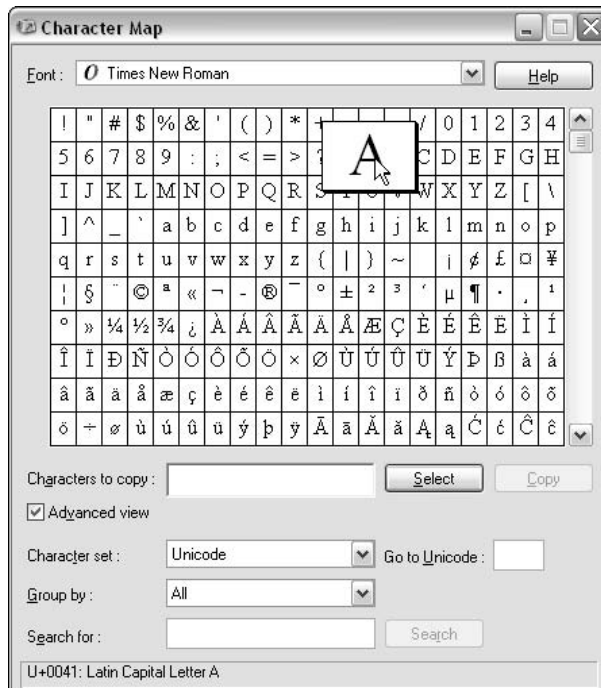 Character Map
Font : O Times New Roman Help
! " # $ % & ' ( ) * / 0 1 2 3 4
5 6 7 8 9 : ; < = > A C D E F G H
I J K L M N O P Q R W X Y Z [ \
] ^ _ ` a b c d e f g h i j k l m n o p
q r s t u v w x y z { | } ~ ¡ ¢ £ ¤ ¥
¦ § ¨ © ª « ¬ - ® ¯ ° ± ² ³ ´ µ ¶ · ¸ ¹
º » ¼ ½ ¾ ¿ À Á Â Ã Ä Å Æ Ç È É Ê Ë Ì Í
Î Ï Ð Ñ Ò Ó Ô Õ Ö × Ø Ù Ú Û Ü Ý Þ ß à á
â ã ä å æ ç è é ê ë ì í î ï ð ñ ò ó ô õ
ö ÷ ø ù ú û ü ý þ ÿ Ā ā Ă ă Ą ą Ć ć Ĉ ĉ
Characters to copy : Select Copy
Advanced view
Character set : Unicode Go to Unicode :
Group by : All
Search for : Search
U+0041: Latin Capital Letter A